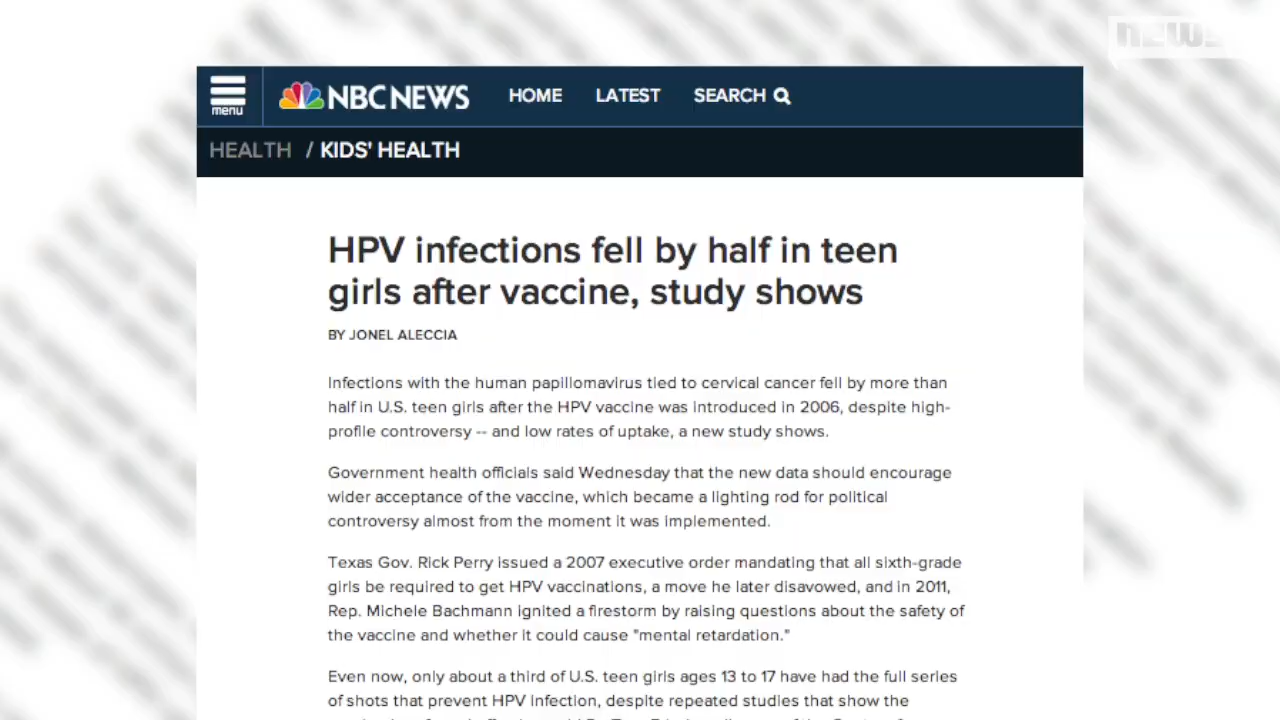 news
menu
NBC NEWS
HOME
LATEST
SEARCH
HEALTH / KIDS' HEALTH
HPV infections fell by half in teen
girls after vaccine, study shows
BY JONEL ALECCIA
Infections with the human papillomavirus tied to cervical cancer fell by more than
half in U.S. teen girls after the HPV vaccine was introduced in 2006, despite high-
profile controversy -- and low rates of uptake, a new study shows.
Government health officials said Wednesday that the new data should encourage
wider acceptance of the vaccine, which became a lighting rod for political
controversy almost from the moment it was implemented.
Texas Gov. Rick Perry issued a 2007 executive order mandating that all sixth-grade
girls be required to get HPV vaccinations, a move he later disavowed, and in 2011,
Rep. Michele Bachmann ignited a firestorm by raising questions about the safety of
the vaccine and whether it could cause "mental retardation."
Even now, only about a third of U.S. teen girls ages 13 to 17 have had the full series
of shots that prevent HPV infection, despite repeated studies that show the